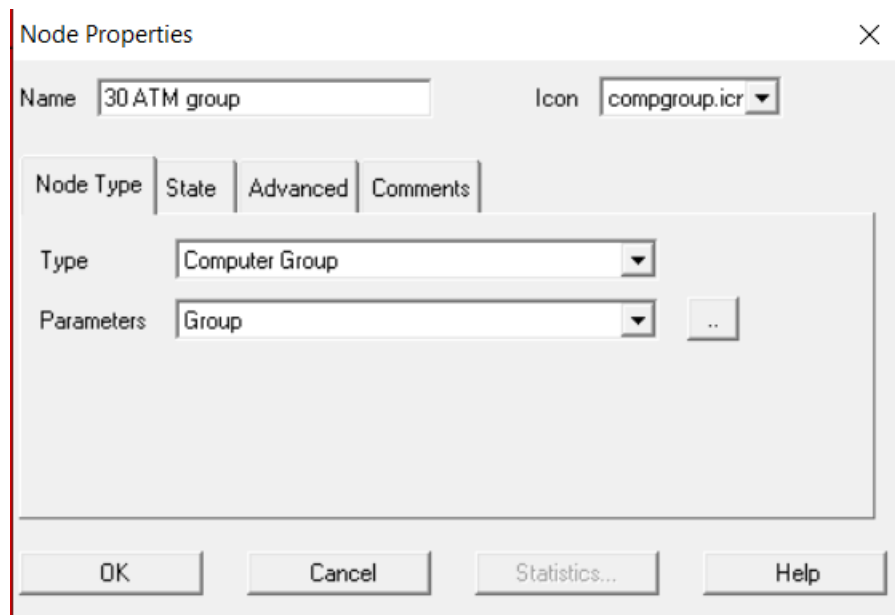 Node Properties
Name 30 ATM group Icon compgroup.icr
Node Type State Advanced Comments
Type Computer Group
Parameters Group ..
OK Cancel Statistics... Help